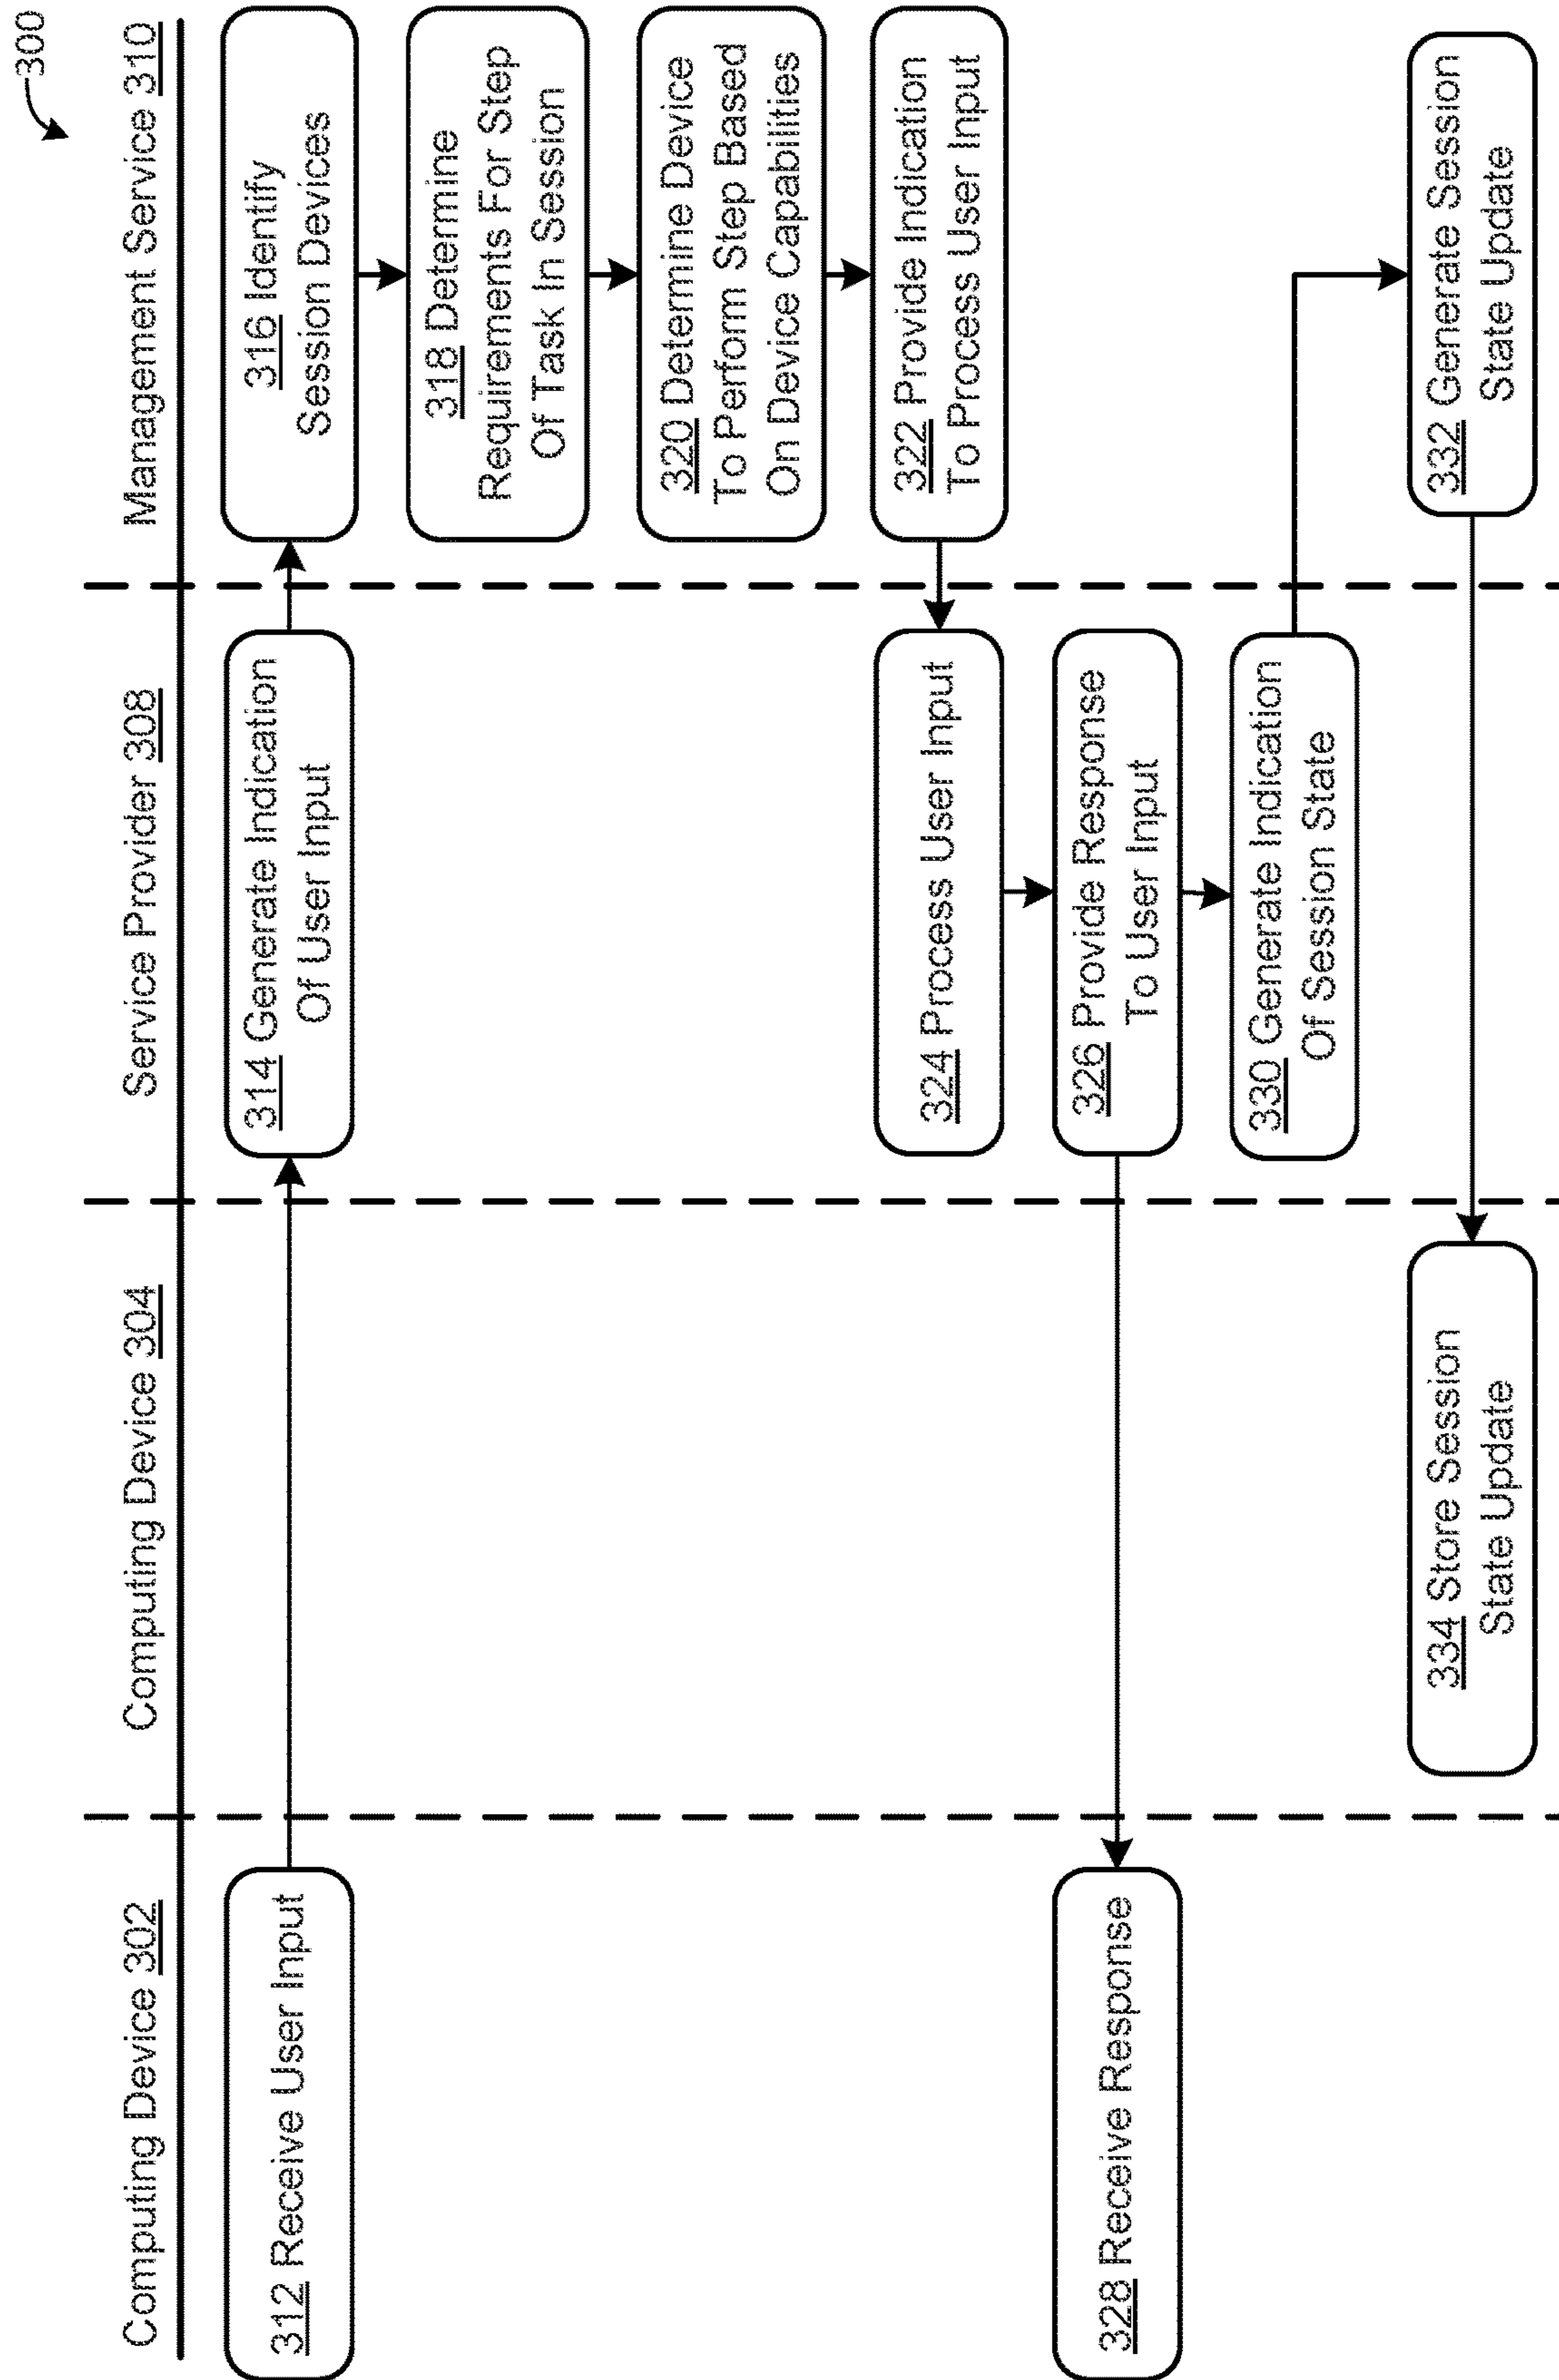 300
Computing Device 302
Computing Device 304
Service Provider 308
Management Service 310
312 Receive User Input
314 Generate Indication
Of User Input
316 Identify
Session Devices
318 Determine
Requirements For Step
Of Task In Session
320 Determine Device
To Perform Step Based
On Device Capabilities
322 Provide Indication
To Process User Input
324 Process User Input
326 Provide Response
To User Input
328 Receive Response
330 Generate Indication
Of Session State
332 Generate Session
State Update
334 Store Session
State Update